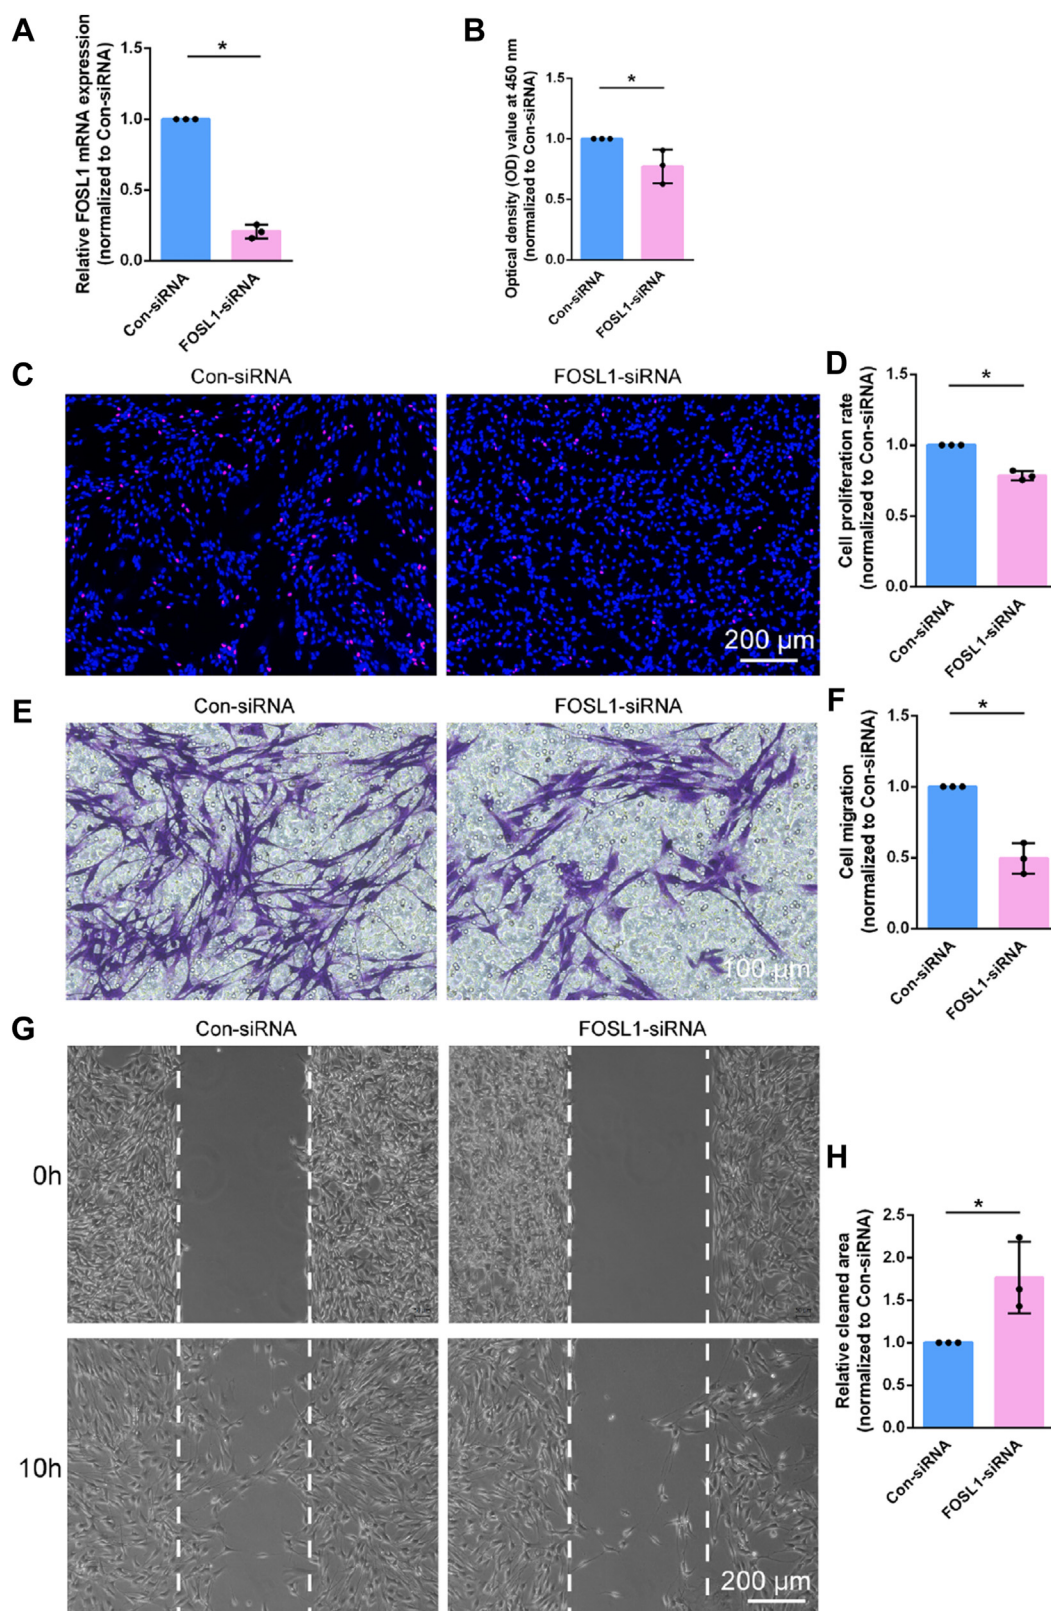 A
Relative FOSL1 mRNA expression
(normalized to Con-siRNA)
1.5
1.0
0.5
0.0
*
Con-siRNA
FOSL1-siRNA
B
Optical density (OD) value at 450 nm
(normalized to Con-siRNA)
1.5
1.0
0.5
0.0
*
Con-siRNA
FOSL1-siRNA
C
Con-siRNA
FOSL1-siRNA
200 µm
D
Cell proliferation rate
(normalized to Con-siRNA)
1.5
1.0
0.5
0.0
*
Con-siRNA
FOSL1-siRNA
E
Con-siRNA
FOSL1-siRNA
100 µm
F
Cell migration
(normalized to Con-siRNA)
1.5
1.0
0.5
0.0
*
Con-siRNA
FOSL1-siRNA
G
Con-siRNA
FOSL1-siRNA
0h
10h
200 µm
H
Relative cleaned area
(normalized to Con-siRNA)
2.5
2.0
1.5
1.0
0.5
0.0
*
Con-siRNA
FOSL1-siRNA